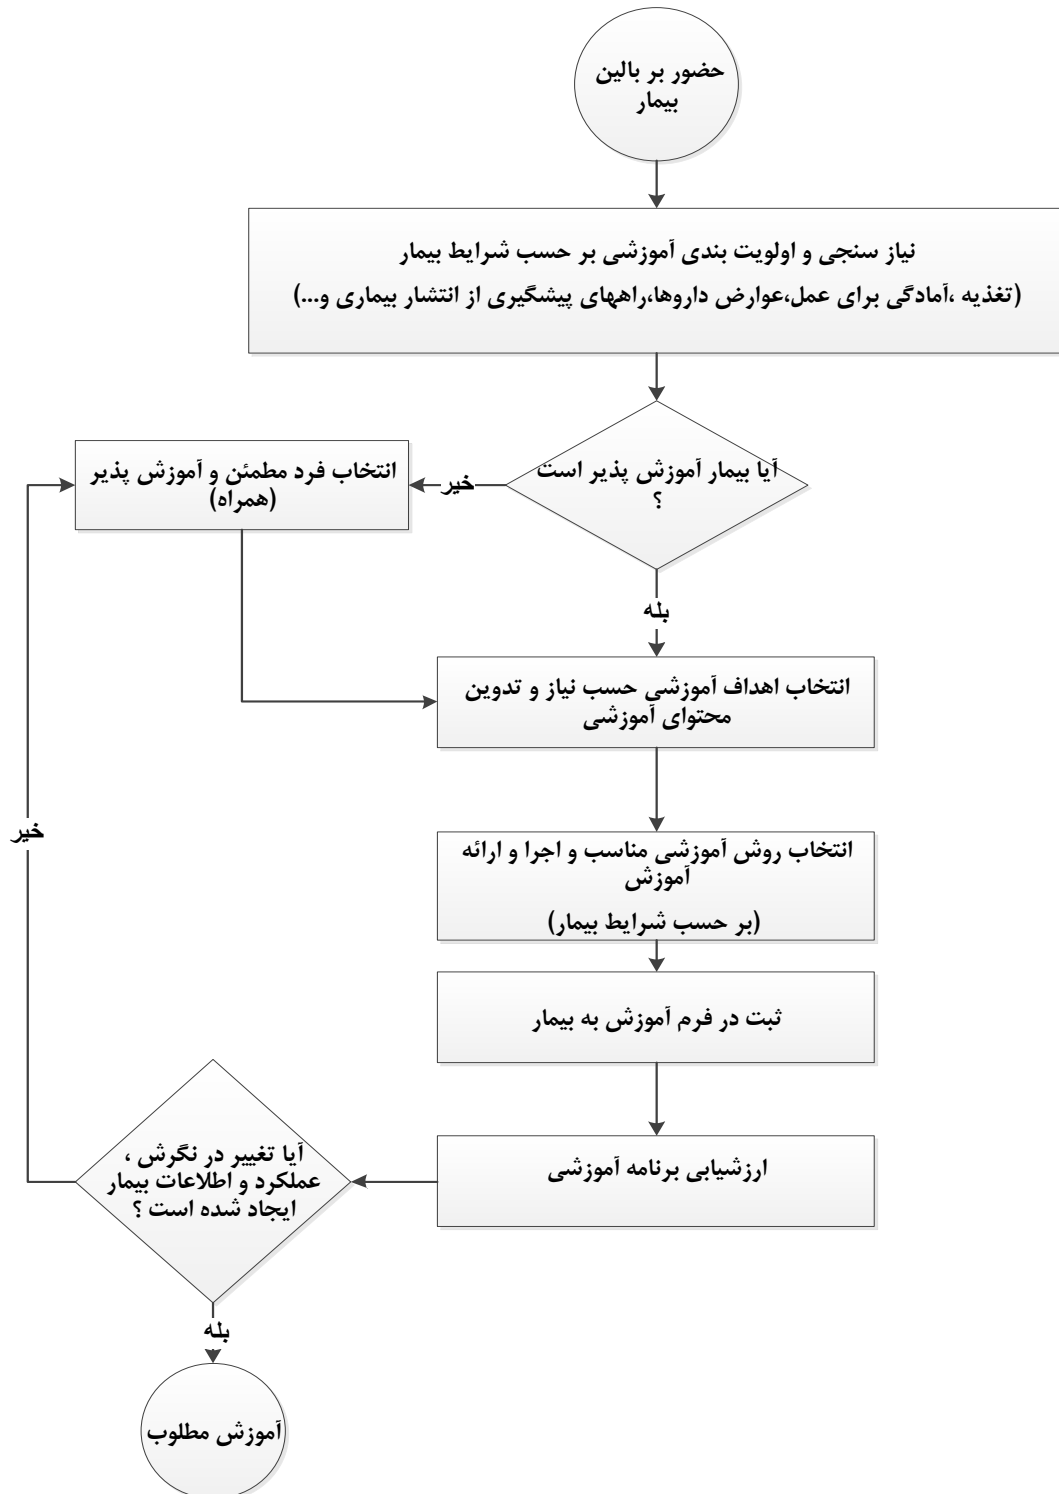 حضور بر بالین
بیمار
نیاز سنجی و اولویت بندی آموزشی بر حسب شرایط بیمار
(تغذیه ،آمادگی برای عمل،عوارض داروها،راههای پیشگیری از انتشار بیماری و...)
آیا بیمار آموزش پذیر است
؟
خیر
انتخاب فرد مطمئن و آموزش پذیر
(همراه)
بله
انتخاب اهداف آموزشی حسب نیاز و تدوین
محتوای آموزشی
انتخاب روش آموزشی مناسب و اجرا و ارائه
آموزش
(بر حسب شرایط بیمار)
ثبت در فرم آموزش به بیمار
ارزشیابی برنامه آموزشی
آیا تغییر در نگرش ،
عملکرد و اطلاعات بیمار
ایجاد شده است ؟
خیر
بله
آموزش مطلوب